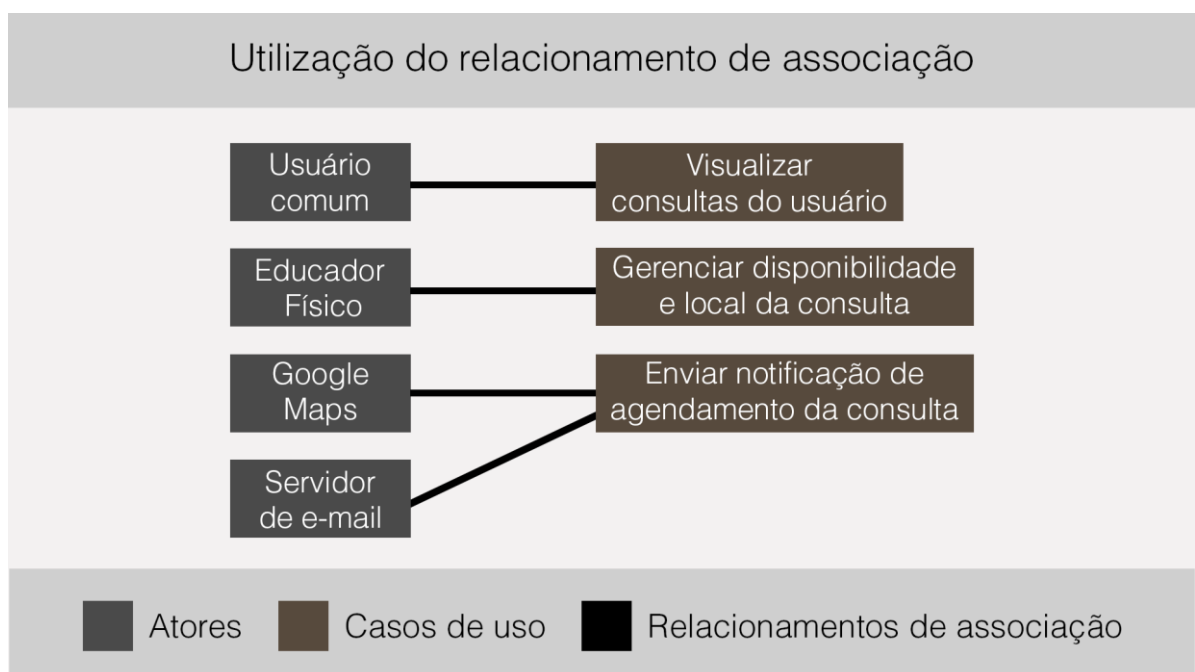 Utilização do relacionamento de associação
Usuário
comum
Visualizar
consultas do usuário
Educador
Físico
Gerenciar disponibilidade
e local da consulta
Google
Maps
Enviar notificação de
agendamento da consulta
Servidor
de e-mail
Atores
Casos de uso
Relacionamentos de associação